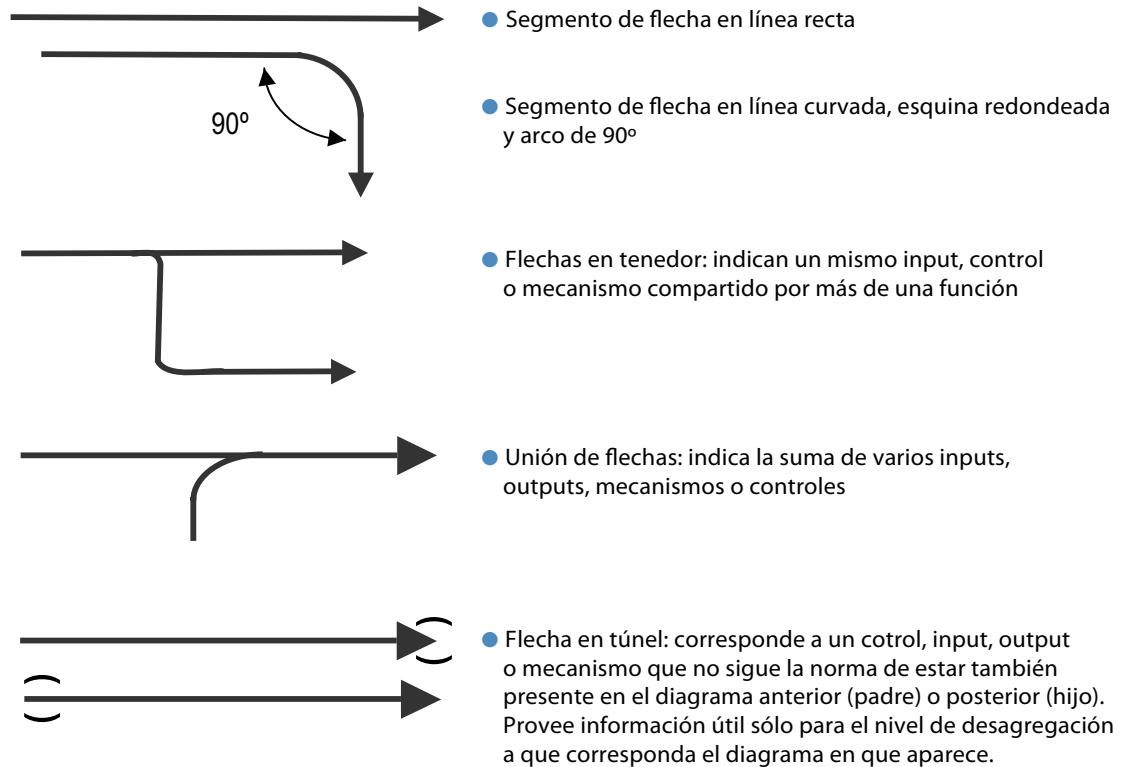 Segmento de flecha en línea recta
90º
Segmento de flecha en línea curvada, esquina redondeada
y arco de 90º
Flechas en tenedor: indican un mismo input, control
o mecanismo compartido por más de una función
Unión de flechas: indica la suma de varios inputs,
outputs, mecanismos o controles
Flecha en túnel: corresponde a un cotrol, input, output
o mecanismo que no sigue la norma de estar también
presente en el diagrama anterior (padre) o posterior (hijo).
Provee información útil sólo para el nivel de desagregación
a que corresponda el diagrama en que aparece.